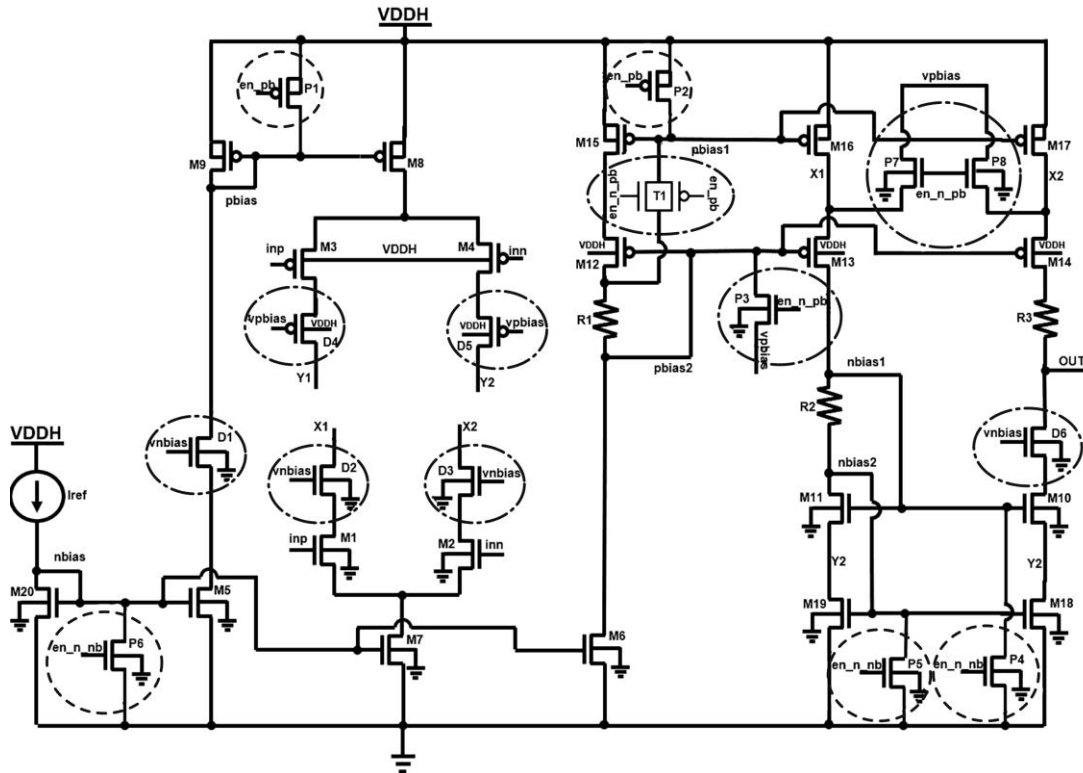 VDDH
en_pb P1
en_pb P2
vpbias
M9 M8
M15 pbias1 M16 M17
pbias
X1 P7 P8 X2
en_n_pb T1 en_pb
en_n_pb
inp M3 VDDH M4 inn
VDDH M12 VDDH M13 VDDH M14
vpbias VDDH D4
VDDH D5 vpbias
R1 P3 en_n_pb R3
vpbias
Y1 Y2
pbias2 nbias1 OUT
R2
VDDH
vnbias D1
X1 X2
vnbias D2 D3 vnbias
vnbias D6
Iref
nbias2
M11 M10
inp M1 M2 inn
nbias
Y2 Y2
M20 M5
M19 M18
en_n_nb P6
M7 M6
en_n_nb P5 en_n_nb P4